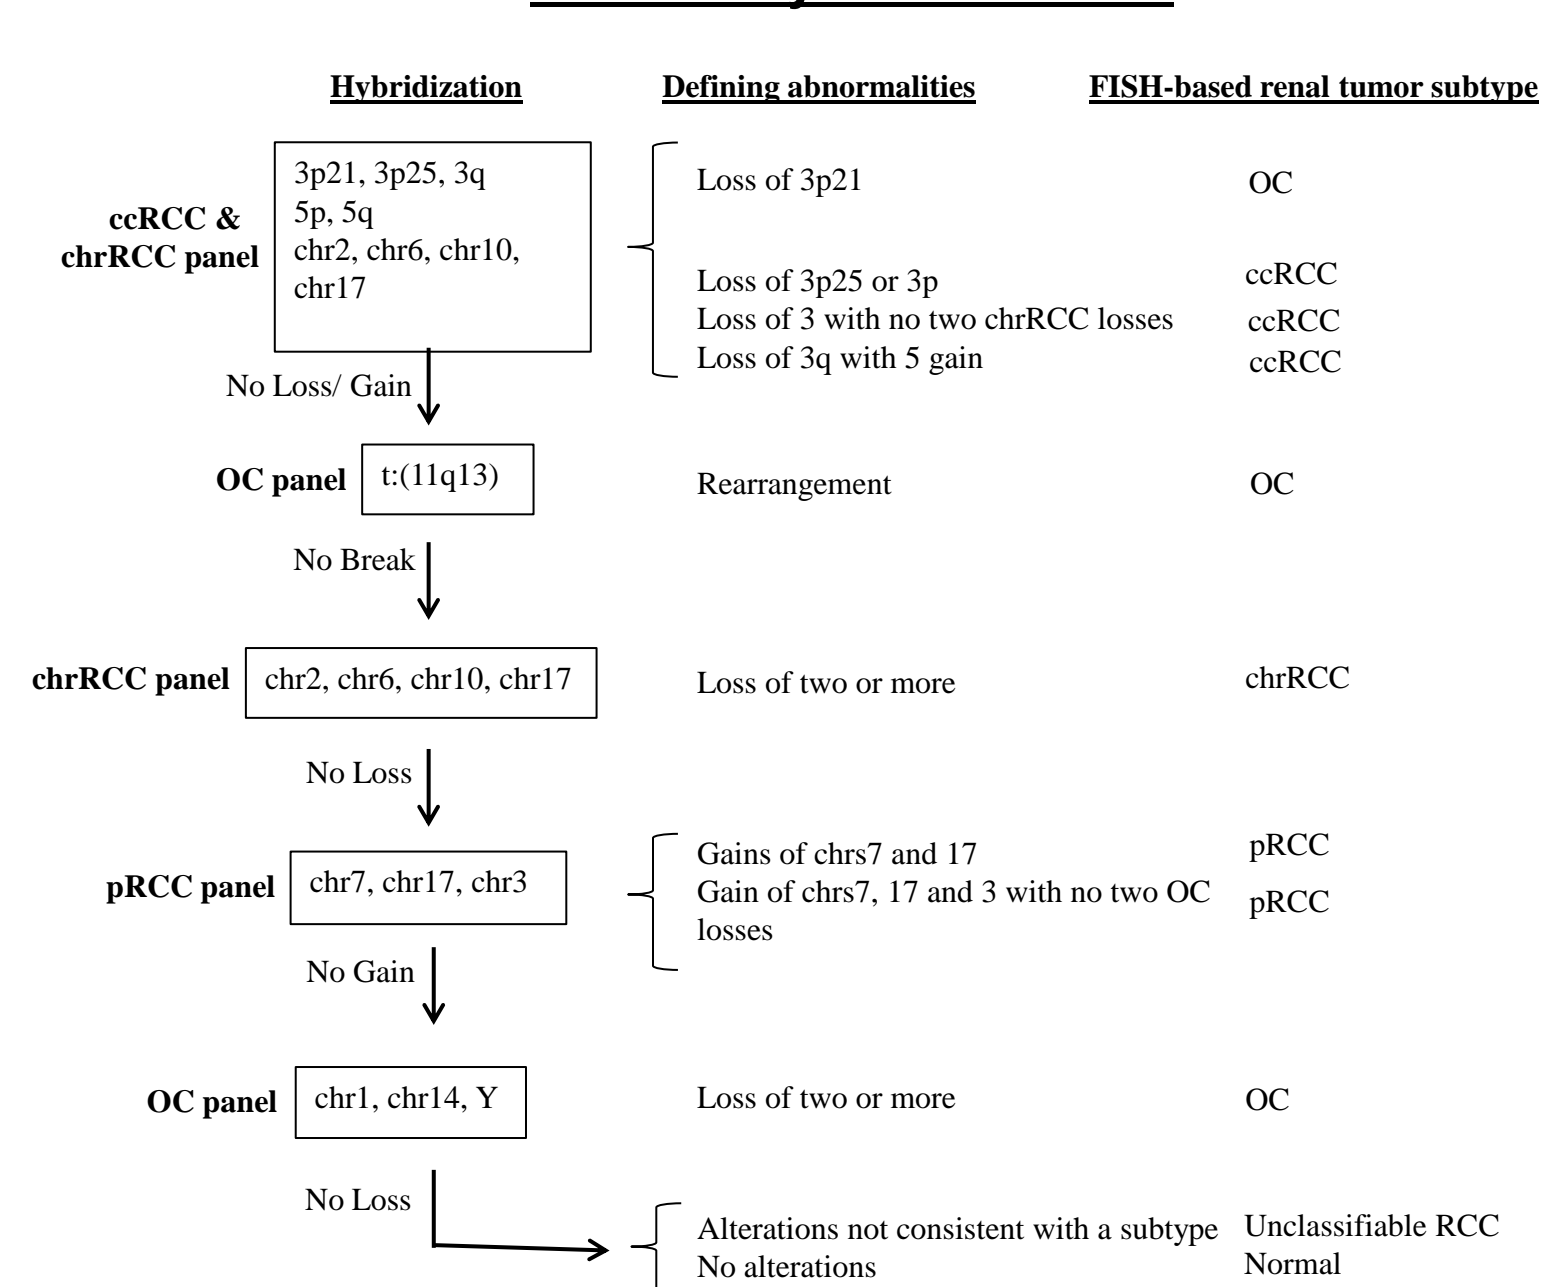 Hybridization Defining abnormalities FISH-based renal tumor subtype
ccRCC &
chrRCC panel
3p21, 3p25, 3q
5p, 5q
chr2, chr6, chr10,
chr17
Loss of 3p21 OC
Loss of 3p25 or 3p ccRCC
Loss of 3 with no two chrRCC losses ccRCC
Loss of 3q with 5 gain ccRCC
No Loss/ Gain
OC panel t:(11q13) Rearrangement OC
No Break
chrRCC panel chr2, chr6, chr10, chr17 Loss of two or more chrRCC
No Loss
pRCC panel chr7, chr17, chr3
Gains of chrs7 and 17 pRCC
Gain of chrs7, 17 and 3 with no two OC pRCC
losses
No Gain
OC panel chr1, chr14, Y Loss of two or more OC
No Loss
Alterations not consistent with a subtype Unclassifiable RCC
No alterations Normal